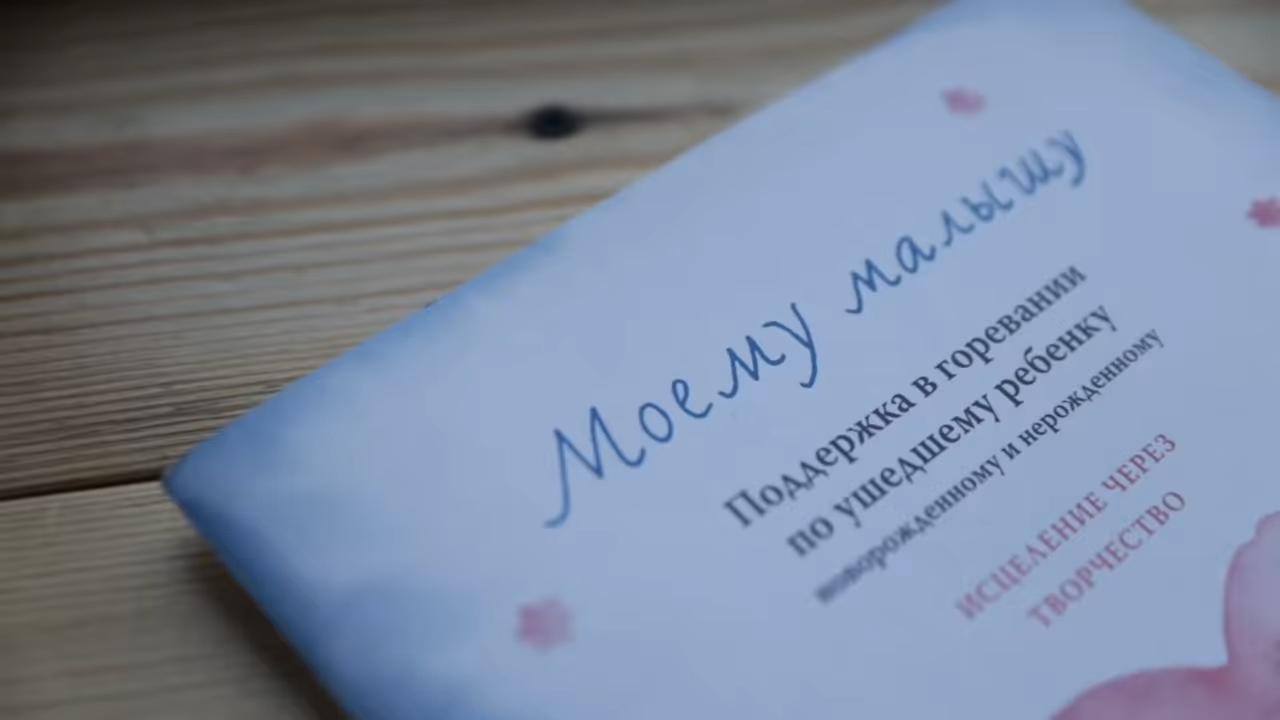 Моему малышу
Поддержка в горевании
по ушедшему ребенку
новорожденному и нерожденному
ИСЦЕЛЕНИЕ ЧЕРЕЗ
ТВОРЧЕСТВО